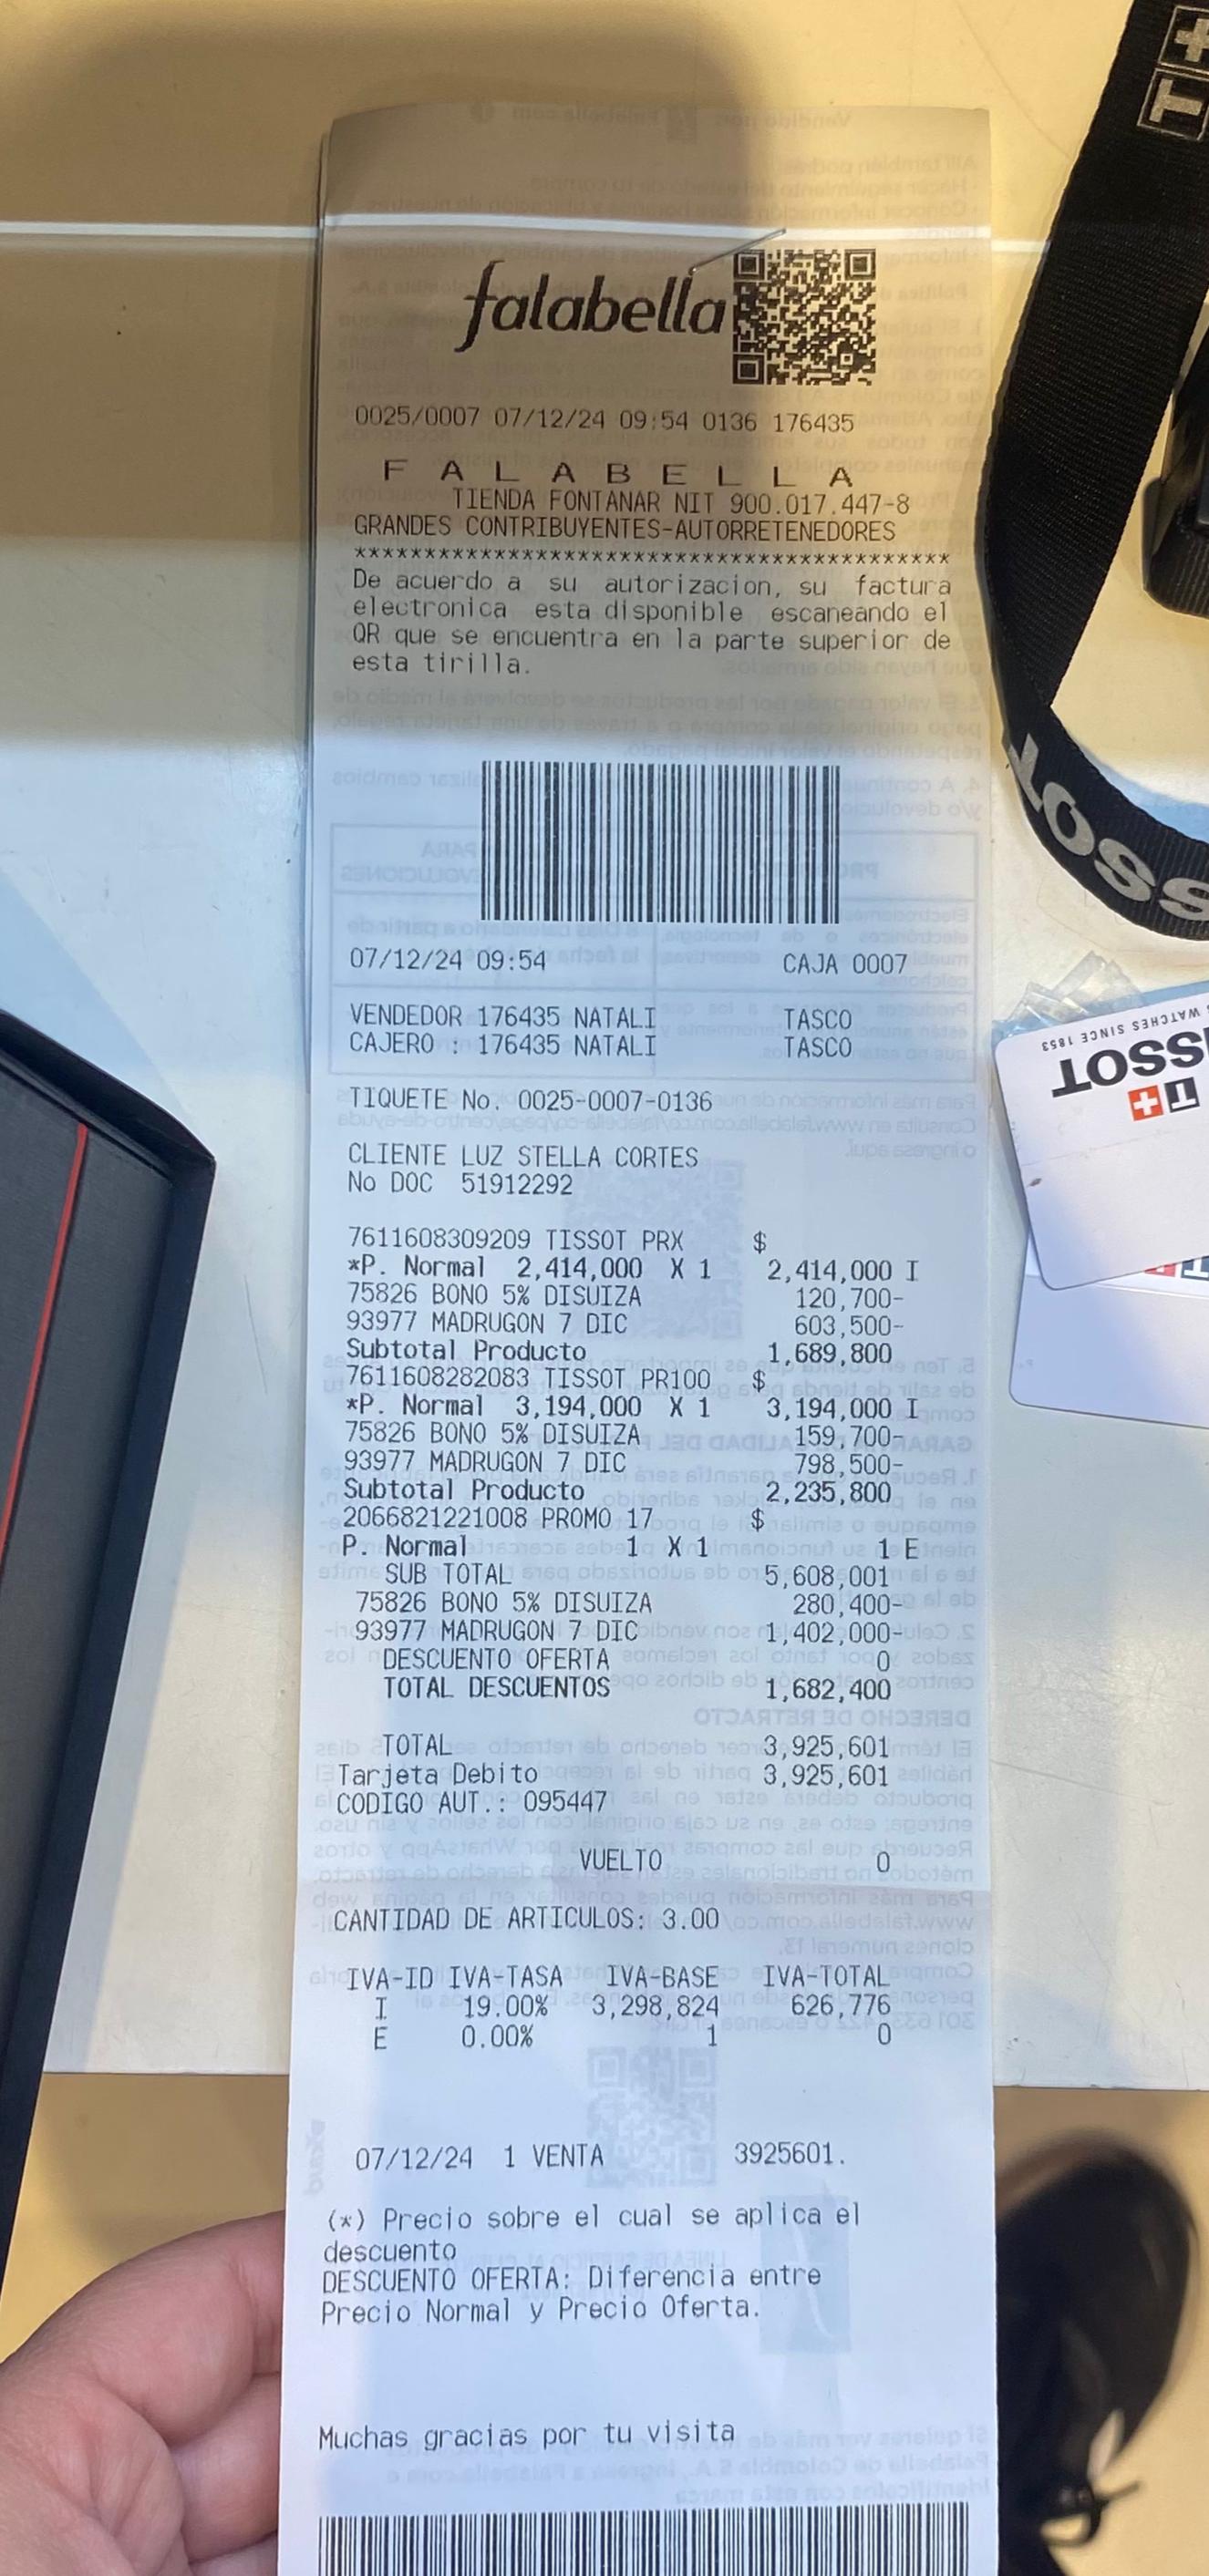 falabella
0025/0007 07/12/24 09:54 0136 176435
F A L A B E L L A
TIENDA FONTANAR NIT 900.017.447-8
GRANDES CONTRIBUYENTES-AUTORRETENEDORES
*******************************************
De acuerdo a su autorizacion, su factura
electronica esta disponible escaneando el
QR que se encuentra en la parte superior de
esta tirilla.
07/12/24 09:54 CAJA 0007
VENDEDOR 176435 NATALI TASCO
CAJERO : 176435 NATALI TASCO
TIQUETE No. 0025-0007-0136
CLIENTE LUZ STELLA CORTES
No DOC 51912292
7611608309209 TISSOT PRX $
*P. Normal 2,414,000 X 1 2,414,000 I
75826 BONO 5% DISUIZA 120,700-
93977 MADRUGON 7 DIC 603,500-
Subtotal Producto 1,689,800
7611608282083 TISSOT PR100 $
*P. Normal 3,194,000 X 1 3,194,000 I
75826 BONO 5% DISUIZA 159,700-
93977 MADRUGON 7 DIC 798,500-
Subtotal Producto 2,235,800
2066821221008 PROMO 17 $
P. Normal 1 X 1 1 E
SUB TOTAL 5,608,001
75826 BONO 5% DISUIZA 280,400-
93977 MADRUGON 7 DIC 1,402,000-
DESCUENTO OFERTA 0
TOTAL DESCUENTOS 1,682,400
TOTAL 3,925,601
Tarjeta Debito 3,925,601
CODIGO AUT.: 095447
VUELTO 0
CANTIDAD DE ARTICULOS: 3.00
IVA-ID IVA-TASA IVA-BASE IVA-TOTAL
I 19.00% 3,298,824 626,776
E 0.00% 1 0
07/12/24 1 VENTA 3925601.
(*) Precio sobre el cual se aplica el
descuento
DESCUENTO OFERTA: Diferencia entre
Precio Normal y Precio Oferta.
Muchas gracias por tu visita
WATCHES SINCE 1853